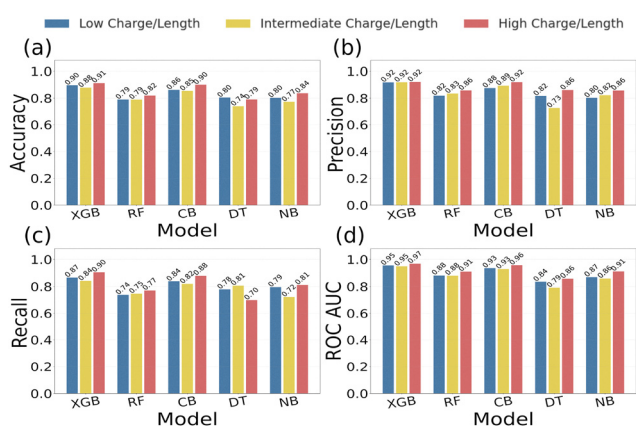 Low Charge/Length Intermediate Charge/Length High Charge/Length
(a) (b)
1.0 0.90 0.88 0.91 0.79 0.79 0.82 0.86 0.85 0.90 0.80 0.74 0.79 0.80 0.77 0.84
0.8
0.6
0.4
0.2
0.0
Accuracy
XGB RF CB DT NB
Model
1.0 0.92 0.92 0.92 0.82 0.83 0.86 0.88 0.89 0.92 0.82 0.73 0.86 0.80 0.82 0.86
0.8
0.6
0.4
0.2
0.0
Precision
XGB RF CB DT NB
Model
(c) (d)
1.0 0.87 0.84 0.90 0.74 0.75 0.77 0.84 0.82 0.88 0.78 0.81 0.70 0.79 0.72 0.81
0.8
0.6
0.4
0.2
0.0
Recall
XGB RF CB DT NB
Model
1.0 0.95 0.95 0.97 0.88 0.88 0.91 0.93 0.93 0.96 0.84 0.79 0.86 0.87 0.86 0.91
0.8
0.6
0.4
0.2
0.0
ROC AUC
XGB RF CB DT NB
Model